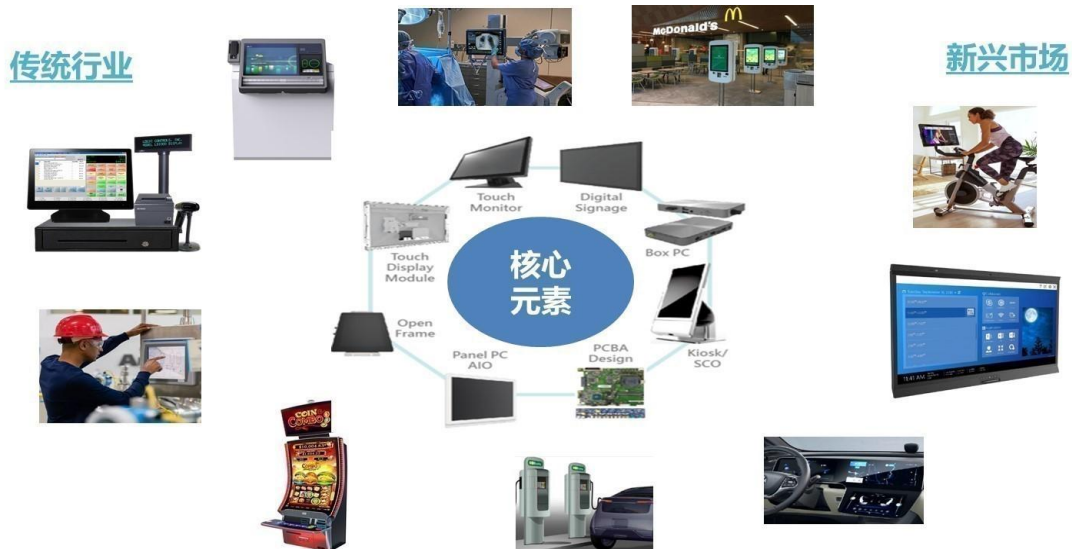 传统行业
新兴市场
McDonald's
Touch
Monitor
Digital
Signage
Touch
Display
Module
Box PC
核心
元素
Open
Frame
Panel PC
AIO
PCBA
Design
Kiosk/
SCO
COIN
COMBO